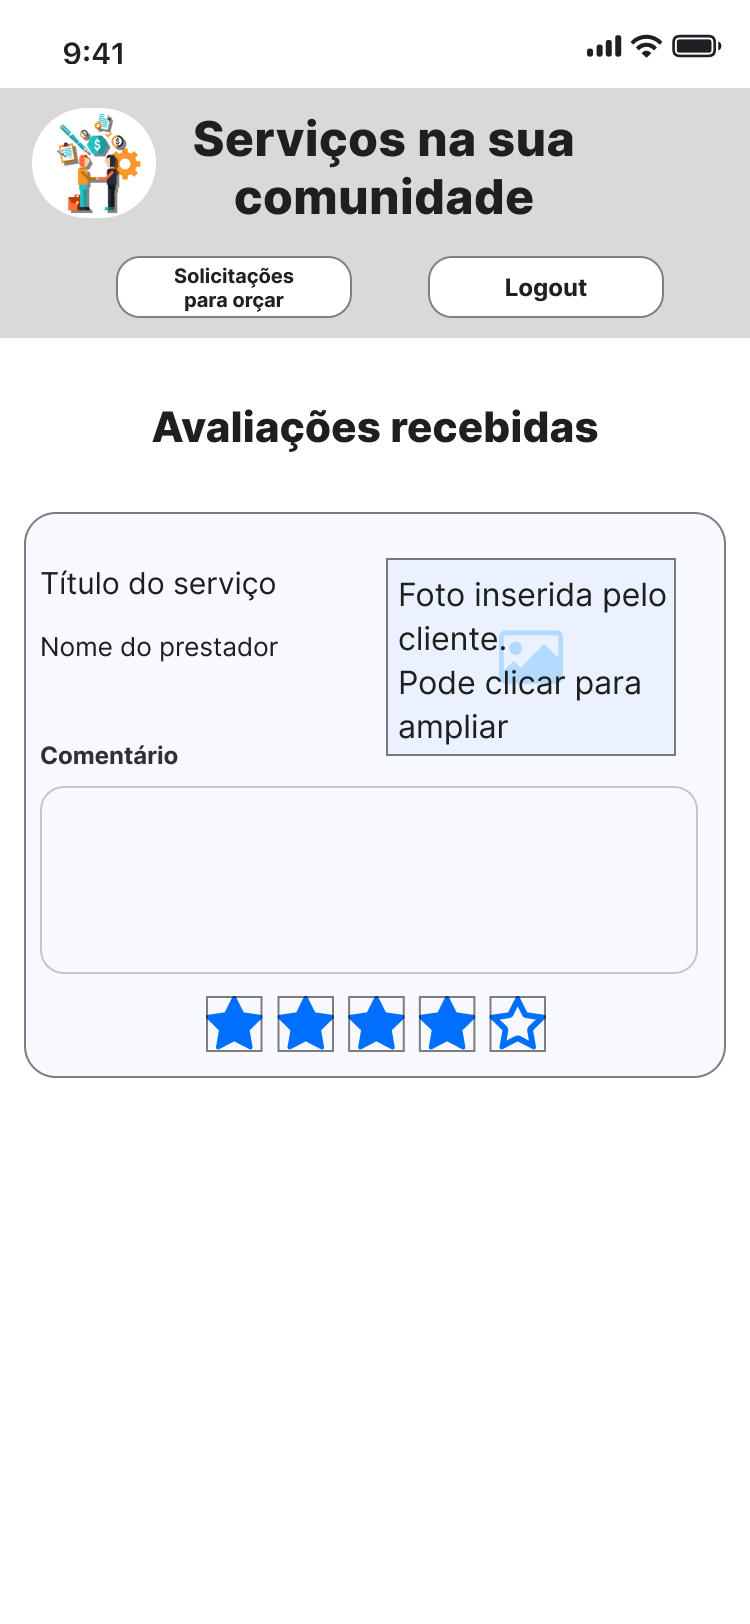 9:41
Serviços na sua
comunidade
Solicitações
para orçar
Logout
Avaliações recebidas
Título do serviço
Nome do prestador
Foto inserida pelo
cliente.
Pode clicar para
ampliar
Comentário